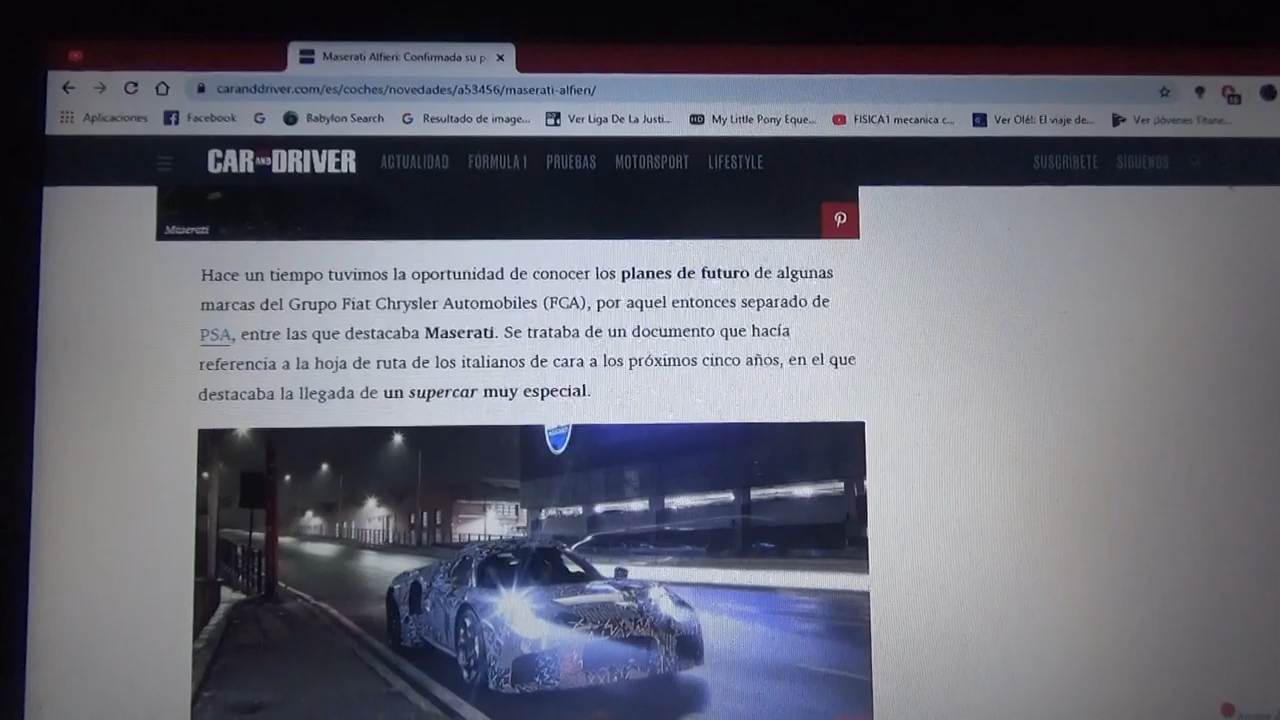 Maserati Alfieri: Confirmada su p
caranddriver.com/es/coches/novedades/a53456/maserati-alfieri/
Aplicaciones Facebook Babylon Search Resultado de image... Ver Liga De La Justi... My Little Pony Eque... FISICA1 mecanica c... Ver Olé!: El viaje de... Ver Jóvenes Titane...
CAR AND DRIVER ACTUALIDAD FÓRMULA 1 PRUEBAS MOTORSPORT LIFESTYLE SUSCRÍBETE SÍGUENOS
Maserati
Hace un tiempo tuvimos la oportunidad de conocer los planes de futuro de algunas
marcas del Grupo Fiat Chrysler Automobiles (FCA), por aquel entonces separado de
PSA, entre las que destacaba Maserati. Se trataba de un documento que hacía
referencia a la hoja de ruta de los italianos de cara a los próximos cinco años, en el que
destacaba la llegada de un supercar muy especial.